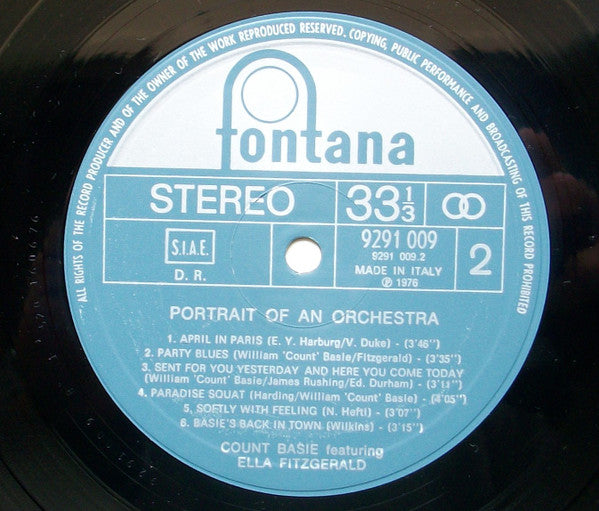 ALL RIGHTS OF THE RECORD PRODUCER AND OF THE OWNER OF THE WORK REPRODUCED RESERVED. COPYING, PUBLIC PERFORMANCE AND BROADCASTING OF THIS RECORD PROHIBITED
fontana
STEREO 33 1/3
S.I.A.E.
D. R.
9291 009
9291 009.2
MADE IN ITALY
℗ 1976
2
PORTRAIT OF AN ORCHESTRA
1. APRIL IN PARIS (E. Y. Harburg/V. Duke) - (3'46'')
2. PARTY BLUES (William 'Count' Basie/Fitzgerald) - (3'35'')
3. SENT FOR YOU YESTERDAY AND HERE YOU COME TODAY
(William 'Count' Basie/James Rushing/Ed. Durham) - (3'11'')
4. PARADISE SQUAT (Harding/William 'Count' Basie) - (4'05'')
5. SOFTLY WITH FEELING (N. Hefti) - (3'07'')
6. BASIE'S BACK IN TOWN (Wilkins) - (3'15'')
COUNT BASIE featuring
ELLA FITZGERALD